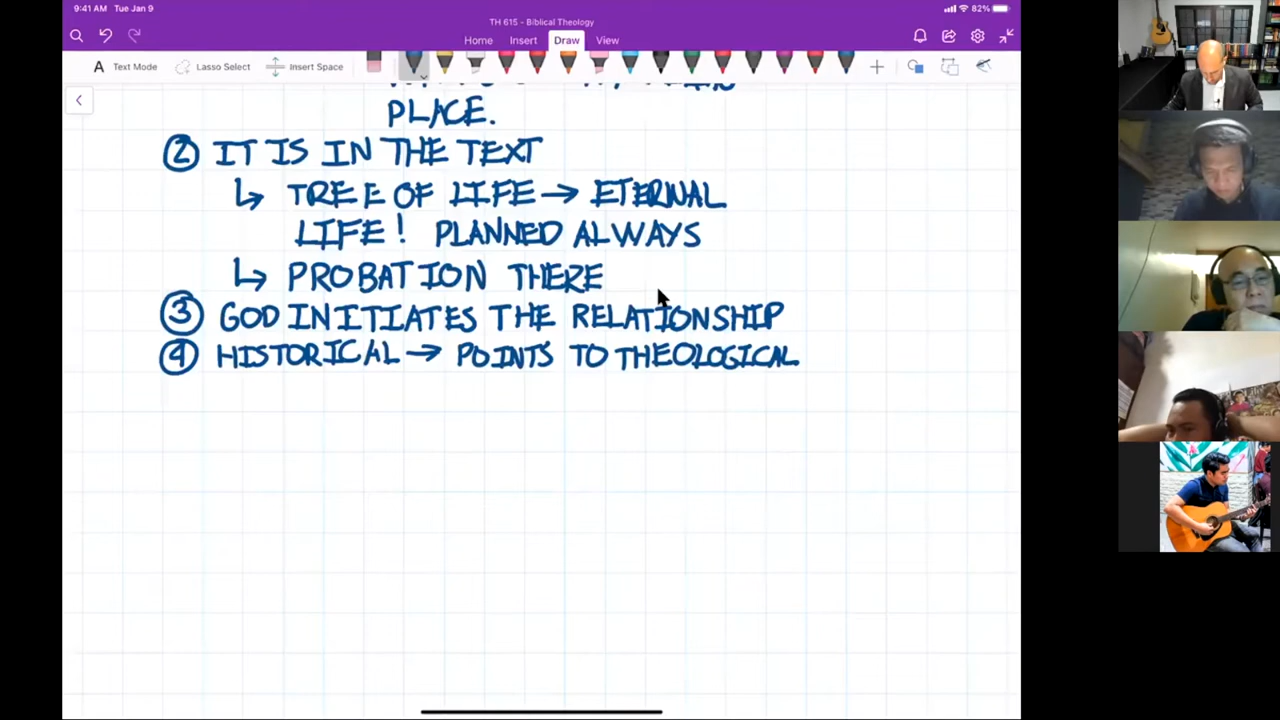 9:41 AM Tue Jan 9
82%
TH 615 - Biblical Theology
Home Insert Draw View
Text Mode Lasso Select Insert Space
PLACE.
2 IT IS IN THE TEXT
↳ TREE OF LIFE → ETERNAL
LIFE! PLANNED ALWAYS
↳ PROBATION THERE
3 GOD INITIATES THE RELATIONSHIP
4 HISTORICAL → POINTS TO THEOLOGICAL